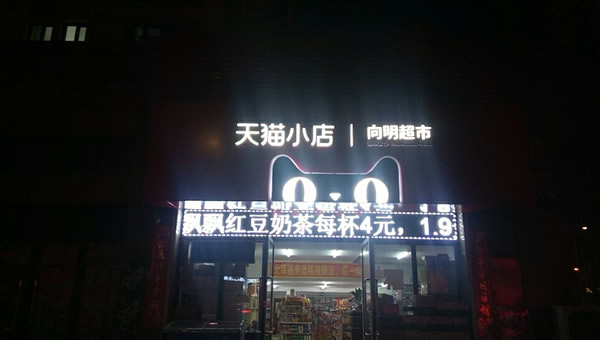 天猫小店 | 向明超市
飘飘红豆奶茶每杯4元，1.9